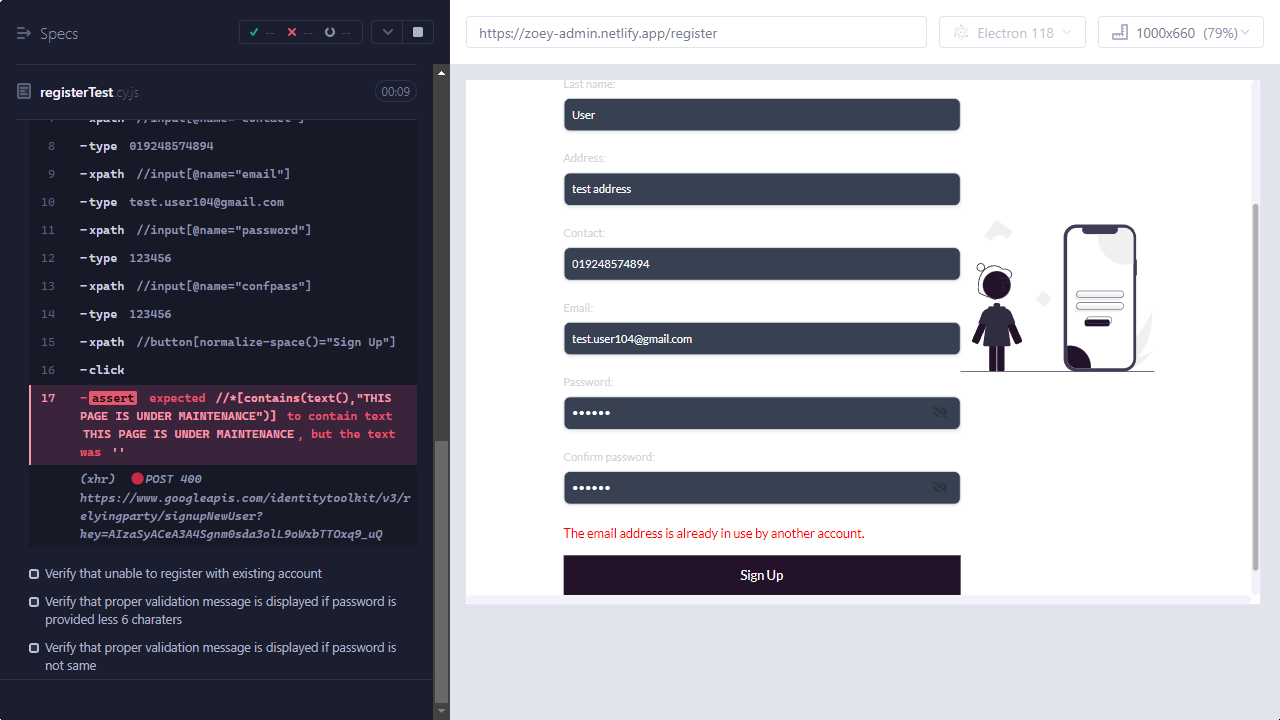 Specs
-- -- --
registerTest.cy.js
00:09
xpath //input[@name="contact"]
8 -type 019248574894
9 -xpath //input[@name="email"]
10 -type test.user104@gmail.com
11 -xpath //input[@name="password"]
12 -type 123456
13 -xpath //input[@name="confpass"]
14 -type 123456
15 -xpath //button[normalize-space()="Sign Up"]
16 -click
17 -assert expected //*[contains(text(),"THIS
PAGE IS UNDER MAINTENANCE")] to contain text
THIS PAGE IS UNDER MAINTENANCE, but the text
was ''
(xhr) POST 400
https://www.googleapis.com/identitytoolkit/v3/r
elyingparty/signupNewUser?
Verify that unable to register with existing account
Verify that proper validation message is displayed if password is
provided less 6 charaters
Verify that proper validation message is displayed if password is
not same
https://zoey-admin.netlify.app/register
Electron 118
1000x660 (79%)
Last name:
User
Address:
test address
Contact:
019248574894
Email:
test.user104@gmail.com
Password:
••••••
Confirm password:
••••••
The email address is already in use by another account.
Sign Up